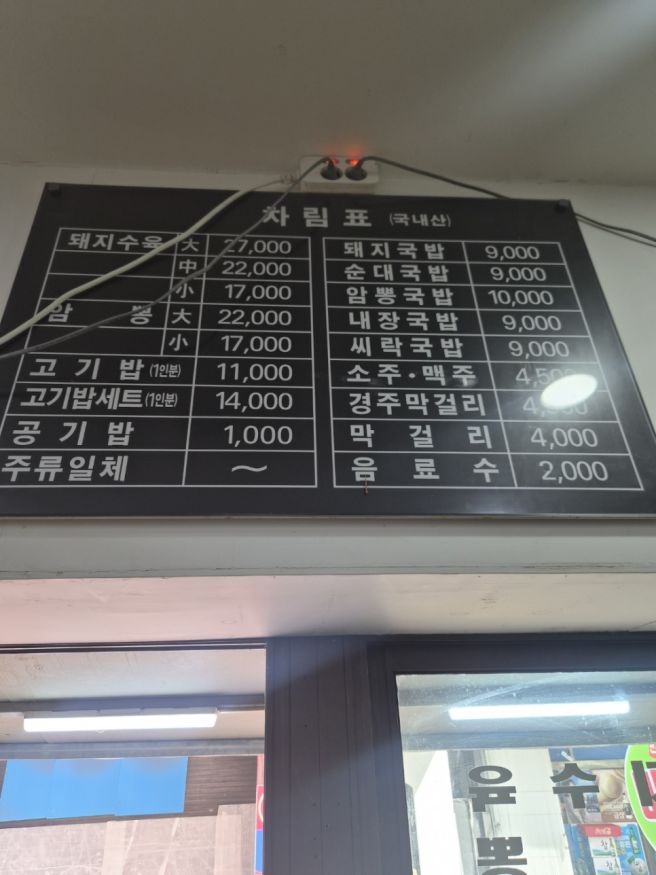 차림표 (국내산)
돼지수육 大 27,000
中 22,000
小 17,000
암뽕 大 22,000
小 17,000
고기밥 (1인분) 11,000
고기밥세트 (1인분) 14,000
공기밥 1,000
주류일체 ~
돼지국밥 9,000
순대국밥 9,000
암뽕국밥 10,000
내장국밥 9,000
씨락국밥 9,000
소주·맥주 4,500
경주막걸리
막걸리 4,000
음료수 2,000
육수
뽕